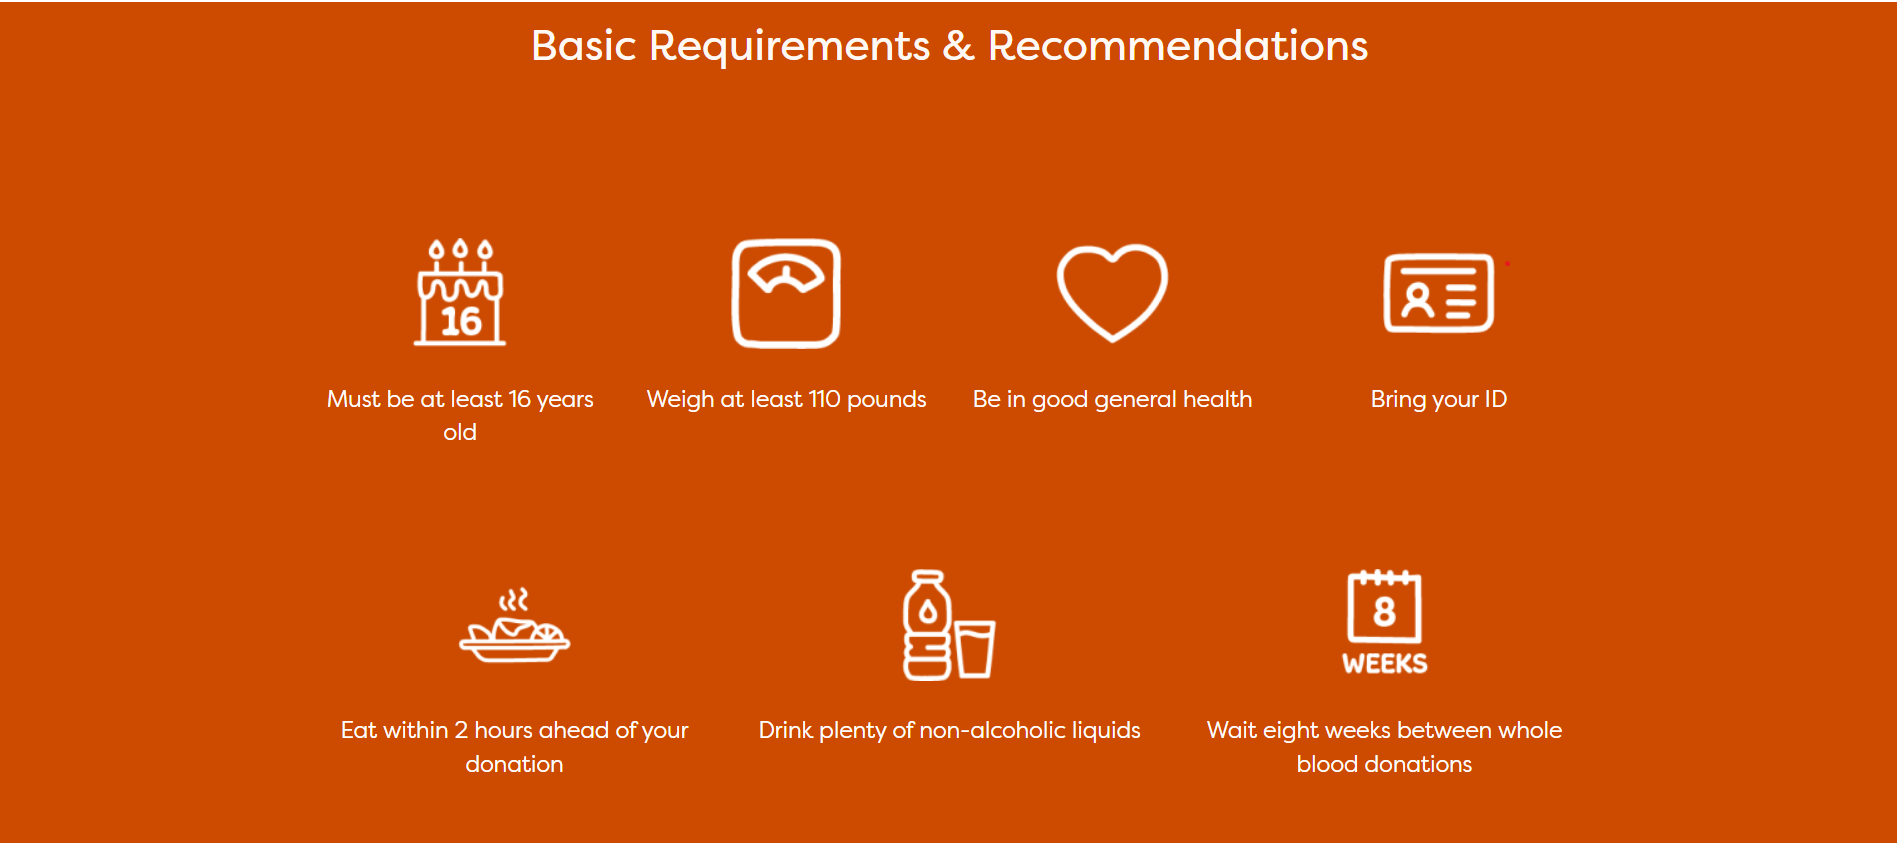 Basic Requirements & Recommendations
16
Must be at least 16 years
old
Weigh at least 110 pounds
Be in good general health
Bring your ID
Eat within 2 hours ahead of your
donation
Drink plenty of non-alcoholic liquids
8
WEEKS
Wait eight weeks between whole
blood donations